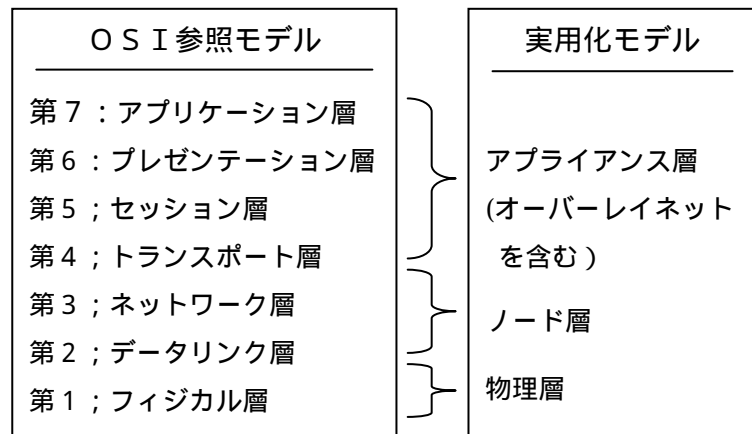 ＯＳＩ参照モデル
第７：アプリケーション層
第６：プレゼンテーション層
第５；セッション層
第４；トランスポート層
第３；ネットワーク層
第２；データリンク層
第１；フィジカル層
実用化モデル
アプライアンス層
(オーバーレイネット
を含む）
ノード層
物理層